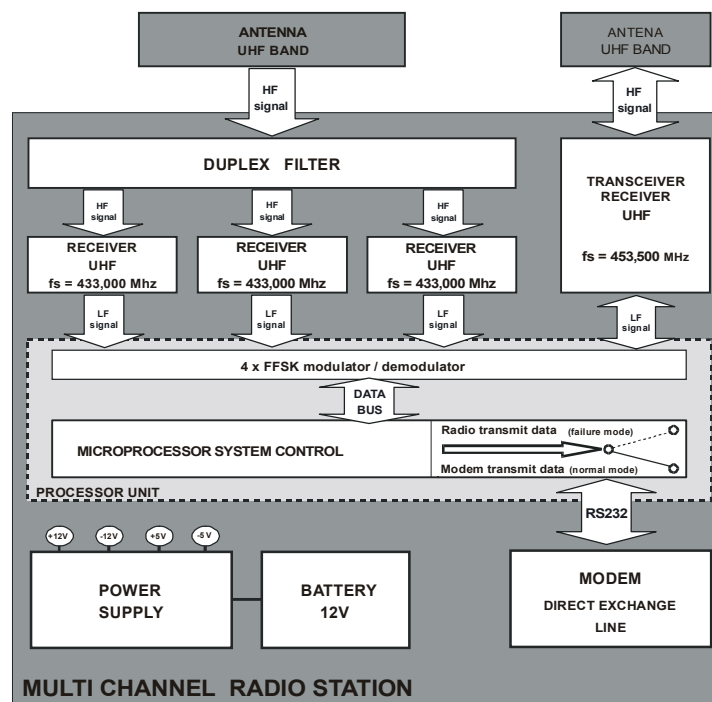 ANTENNA
UHF BAND
ANTENA
UHF BAND
HF
signal
HF
signal
DUPLEX FILTER
TRANSCEIVER
RECEIVER
UHF
fs = 453,500 MHz
HF
signal
HF
signal
HF
signal
RECEIVER
UHF
fs = 433,000 Mhz
RECEIVER
UHF
fs = 433,000 Mhz
RECEIVER
UHF
fs = 433,000 Mhz
LF
signal
LF
signal
LF
signal
LF
signal
4 x FFSK modulator / demodulator
DATA
BUS
MICROPROCESSOR SYSTEM CONTROL
Radio transmit data (failure mode)
Modem transmit data (normal mode)
PROCESSOR UNIT
RS232
+12V
-12V
+5V
-5V
POWER
SUPPLY
BATTERY
12V
MODEM
DIRECT EXCHANGE
LINE
MULTI CHANNEL RADIO STATION